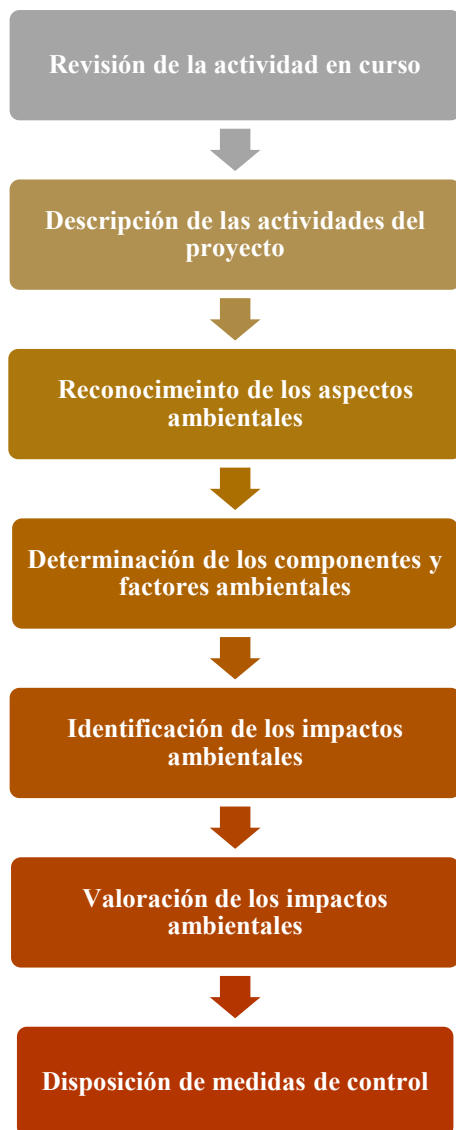 Revisión de la actividad en curso
Descripción de las actividades del
proyecto
Reconocimeinto de los aspectos
ambientales
Determinación de los componentes y
factores ambientales
Identificación de los impactos
ambientales
Valoración de los impactos
ambientales
Disposición de medidas de control